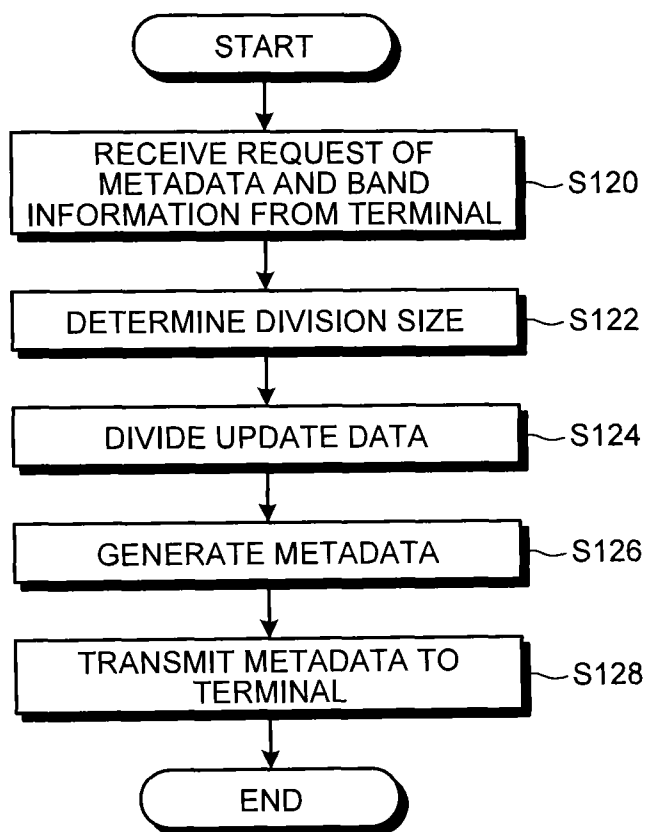 START
RECEIVE REQUEST OF
METADATA AND BAND
INFORMATION FROM TERMINAL
S120
DETERMINE DIVISION SIZE
S122
DIVIDE UPDATE DATA
S124
GENERATE METADATA
S126
TRANSMIT METADATA TO
TERMINAL
S128
END